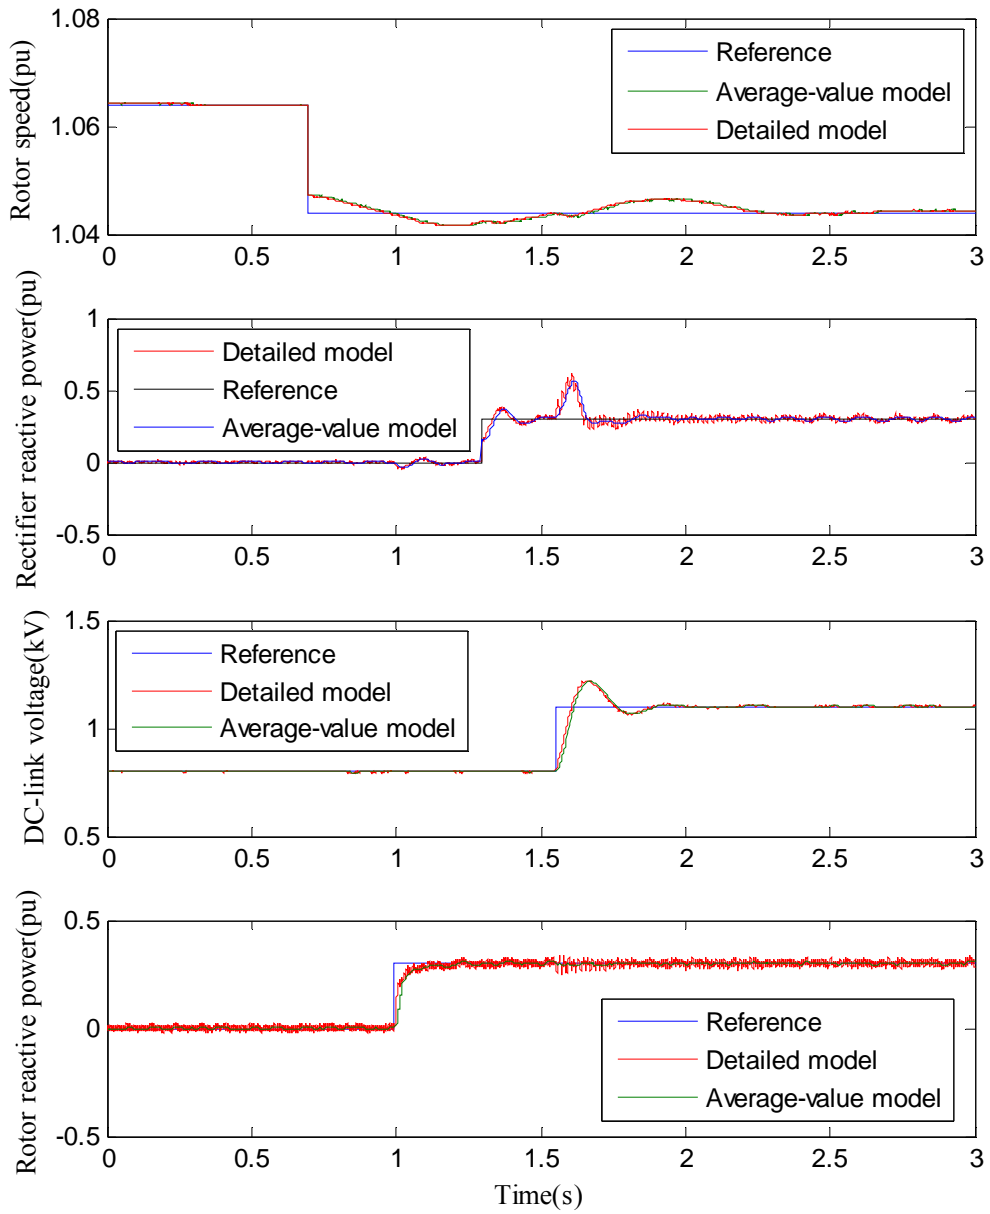 Rotor speed(pu)
1.08
1.06
1.04
Reference
Average-value model
Detailed model
0 0.5 1 1.5 2 2.5 3
Rectifier reactive power(pu)
1
0.5
0
-0.5
Detailed model
Reference
Average-value model
0 0.5 1 1.5 2 2.5 3
DC-link voltage(kV)
1.5
1
0.5
Reference
Detailed model
Average-value model
0 0.5 1 1.5 2 2.5 3
Rotor reactive power(pu)
0.5
0
-0.5
Reference
Detailed model
Average-value model
0 0.5 1 1.5 2 2.5 3
Time(s)